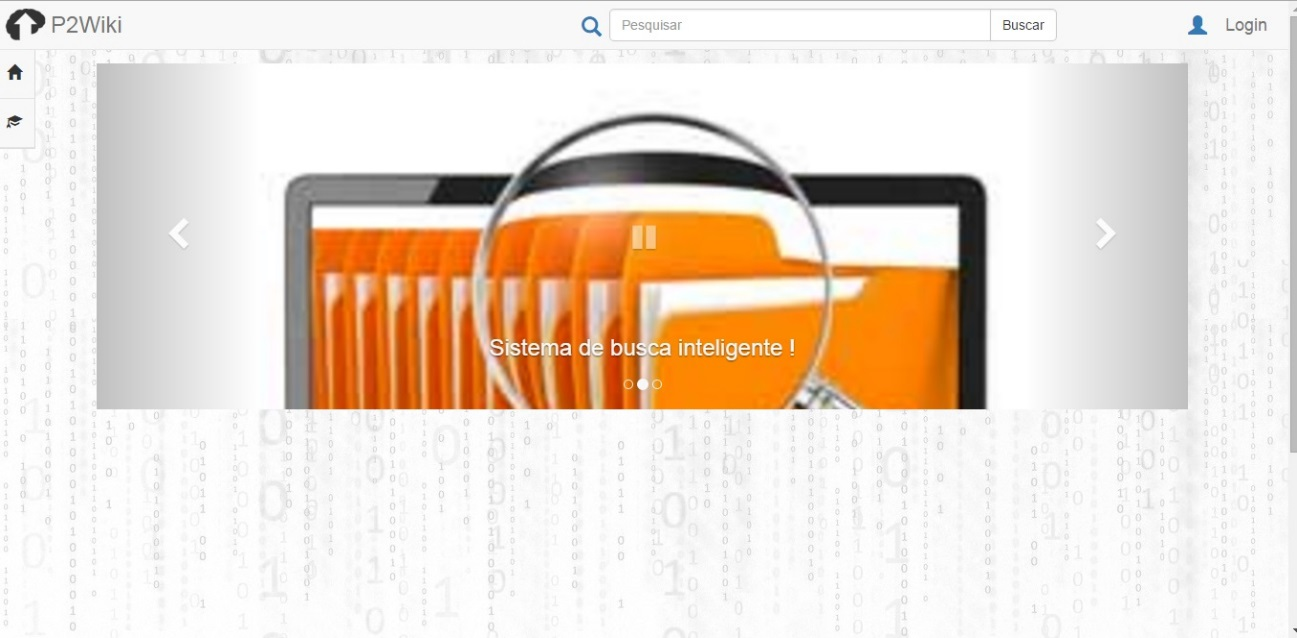 P2Wiki
Pesquisar
Buscar
Login
Sistema de busca inteligente !